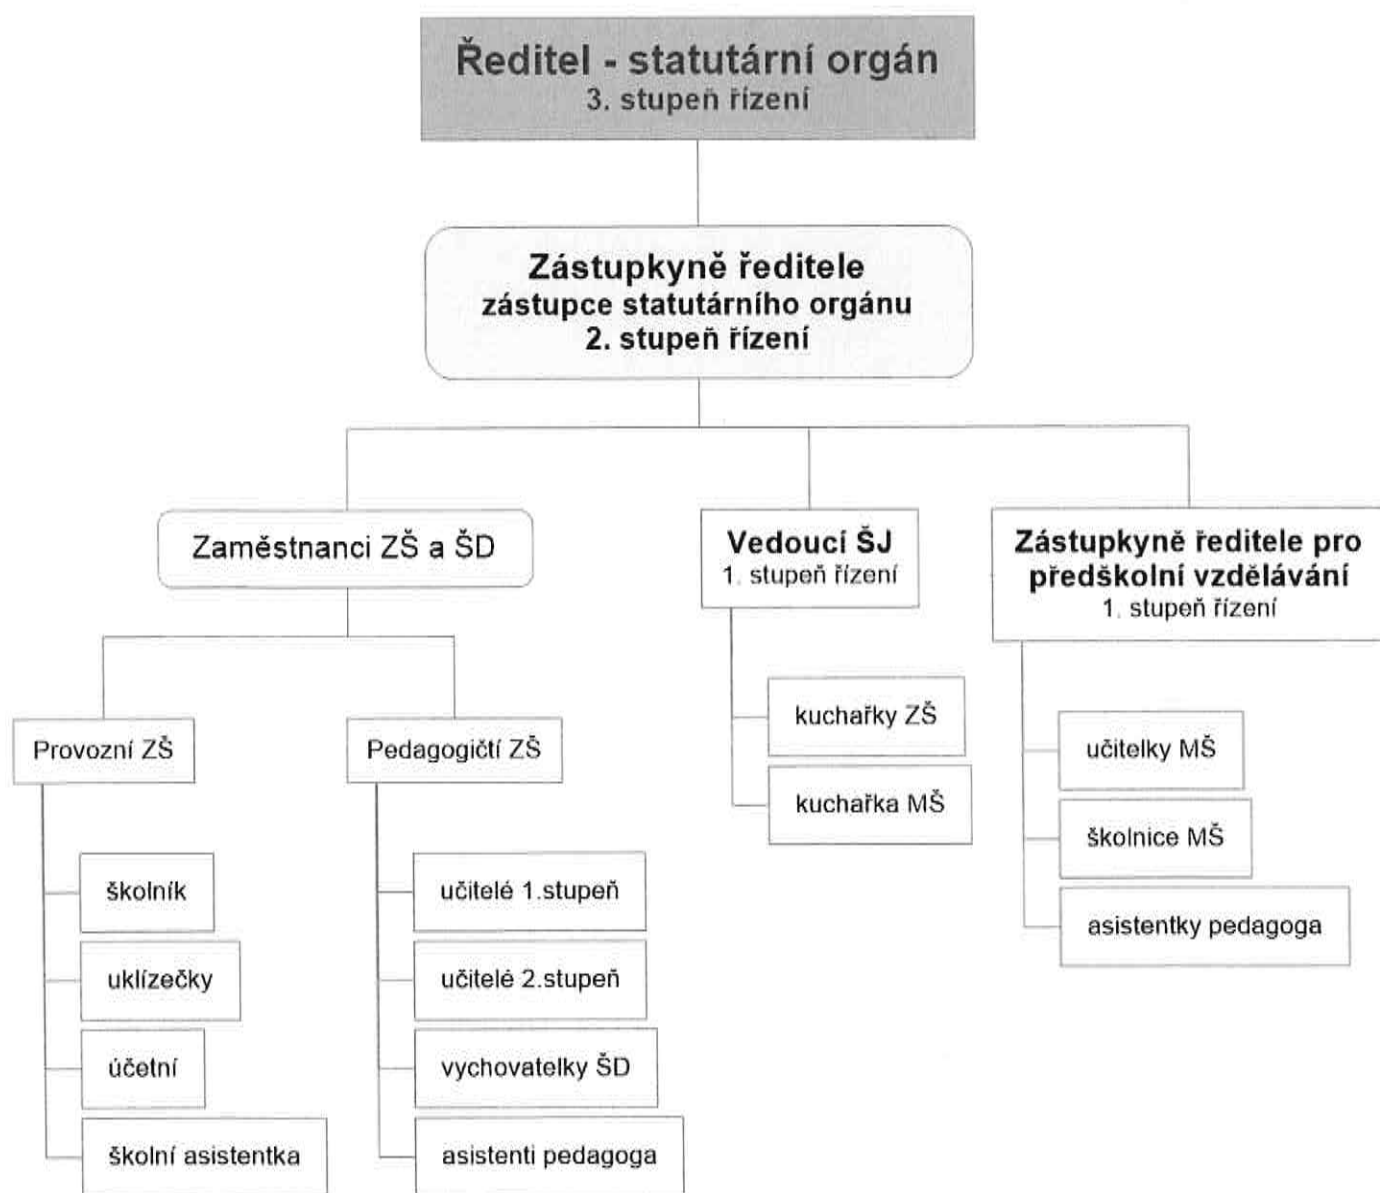 Ředitel - statutární orgán
3. stupeň řízení
Zástupkyně ředitele
zástupce statutárního orgánu
2. stupeň řízení
Zaměstnanci ZŠ a ŠD
Vedoucí ŠJ
1. stupeň řízení
Zástupkyně ředitele pro
předškolní vzdělávání
1. stupeň řízení
Provozní ZŠ
školník
uklízečky
účetní
školní asistentka
Pedagogičtí ZŠ
učitelé 1.stupeň
učitelé 2.stupeň
vychovatelky ŠD
asistenti pedagoga
kuchařky ZŠ
kuchařka MŠ
učitelky MŠ
školnice MŠ
asistentky pedagoga